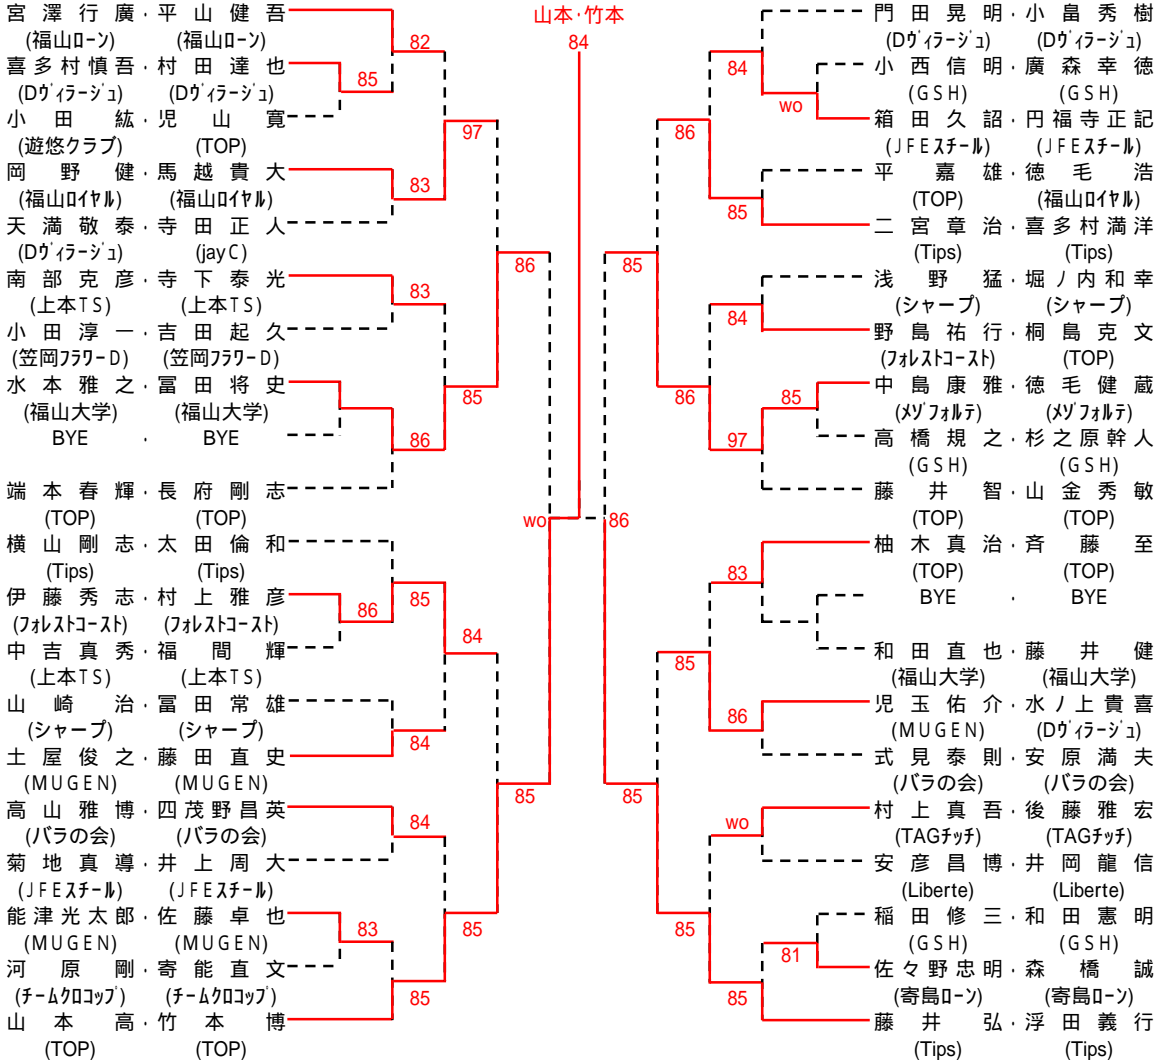 山本・竹本
84
宮澤行廣・平山健吾
(福山ローン) (福山ローン)
82
喜多村慎吾・村田達也
85
(Dヴィラージュ) (Dヴィラージュ)
小田紘・児山寛
97
(遊悠クラブ) (TOP)
岡野健・馬越貴大
83
(福山ロイヤル) (福山ロイヤル)
天満敬泰・寺田正人
(Dヴィラージュ) (jayC)
86
南部克彦・寺下泰光
83
(上本TS) (上本TS)
小田淳一・吉田起久
(笠岡フラワーD) (笠岡フラワーD)
水本雅之・冨田将史
85
(福山大学) (福山大学)
BYE ・ BYE
86
端本春輝・長府剛志
(TOP) (TOP)
wo
横山剛志・太田倫和
(Tips) (Tips)
伊藤秀志・村上雅彦
86
85
(フォレストコースト) (フォレストコースト)
84
中吉真秀・福間輝
(上本TS) (上本TS)
山崎治・冨田常雄
(シャープ) (シャープ)
84
土屋俊之・藤田直史
(MUGEN) (MUGEN)
85
高山雅博・四茂野昌英
84
(バラの会) (バラの会)
菊地真導・井上周大
(JFEスチール) (JFEスチール)
能津光太郎・佐藤卓也
83
85
(MUGEN) (MUGEN)
河原剛・寄能直文
(チームクロコップ) (チームクロコップ)
85
山本高・竹本博
(TOP) (TOP)
門田晃明・小畠秀樹
(Dヴィラージュ) (Dヴィラージュ)
84
小西信明・廣森幸徳
(GSH) (GSH)
wo
箱田久詔・円福寺正記
86
(JFEスチール) (JFEスチール)
平嘉雄・徳毛浩
(TOP) (福山ロイヤル)
85
二宮章治・喜多村満洋
(Tips) (Tips)
85
浅野猛・堀ノ内和幸
(シャープ) (シャープ)
84
野島祐行・桐島克文
(フォレストコースト) (TOP)
中島康雅・徳毛健蔵
86
85
(メゾフォルテ) (メゾフォルテ)
高橋規之・杉之原幹人
97
(GSH) (GSH)
藤井智・山金秀敏
(TOP) (TOP)
86
柚木真治・斉藤至
83
(TOP) (TOP)
BYE ・ BYE
和田直也・藤井健
85
(福山大学) (福山大学)
児玉佑介・水ノ上貴喜
86
(MUGEN) (Dヴィラージュ)
式見泰則・安原満夫
(バラの会) (バラの会)
85
村上真吾・後藤雅宏
wo
(TAGチッチ) (TAGチッチ)
安彦昌博・井岡龍信
(Liberte) (Liberte)
稲田修三・和田憲明
85
(GSH) (GSH)
81
佐々野忠明・森橋誠
(寄島ローン) (寄島ローン)
85
藤井弘・浮田義行
(Tips) (Tips)